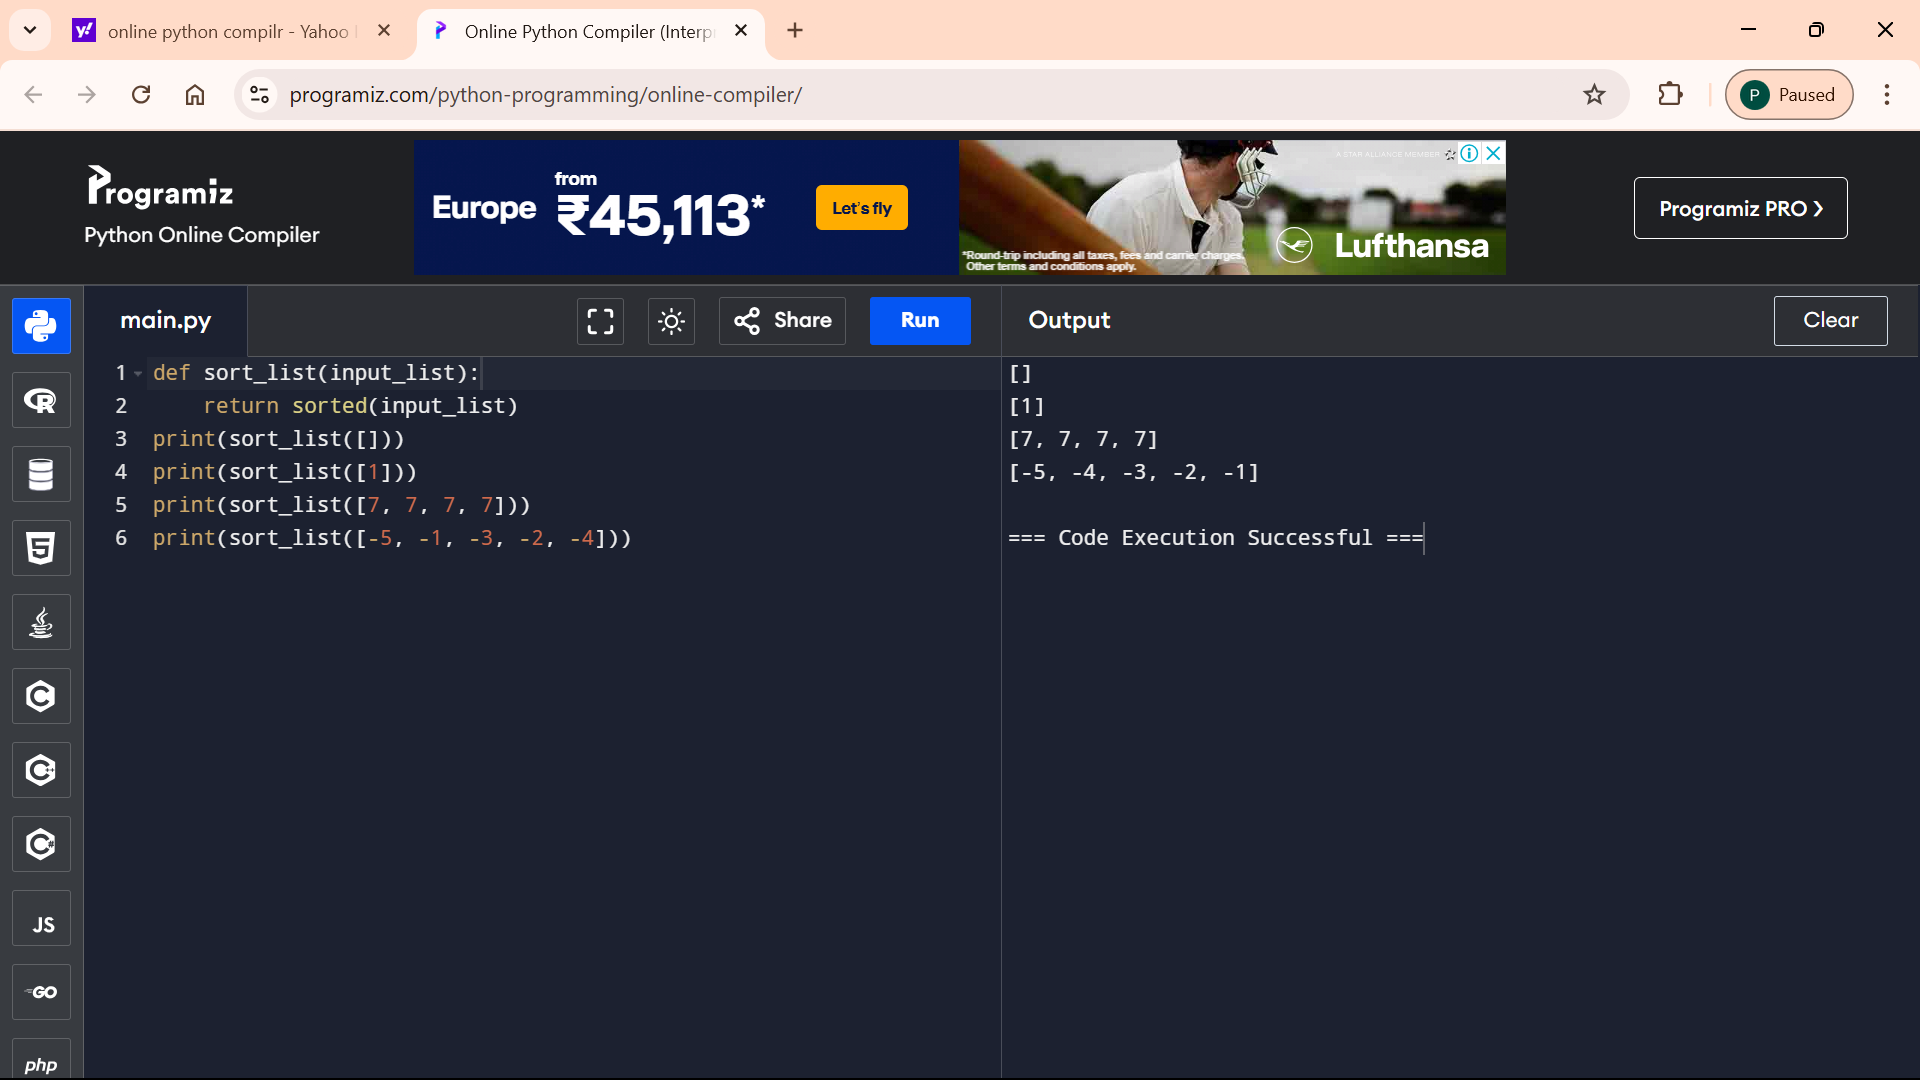 online python compilr - Yahoo
Online Python Compiler (Interp
programiz.com/python-programming/online-compiler/
P Paused
Programiz
Python Online Compiler
Europe from ₹45,113*
Let's fly
A STAR ALLIANCE MEMBER
*Round-trip including all taxes, fees and carrier charges.
Other terms and conditions apply.
Lufthansa
Programiz PRO ❯
main.py
Share
Run
Output
Clear
1 def sort_list(input_list):
2     return sorted(input_list)
3 print(sort_list([]))
4 print(sort_list([1]))
5 print(sort_list([7, 7, 7, 7]))
6 print(sort_list([-5, -1, -3, -2, -4]))
[]
[1]
[7, 7, 7, 7]
[-5, -4, -3, -2, -1]
=== Code Execution Successful ===
R
5
C
C++
C#
JS
GO
php